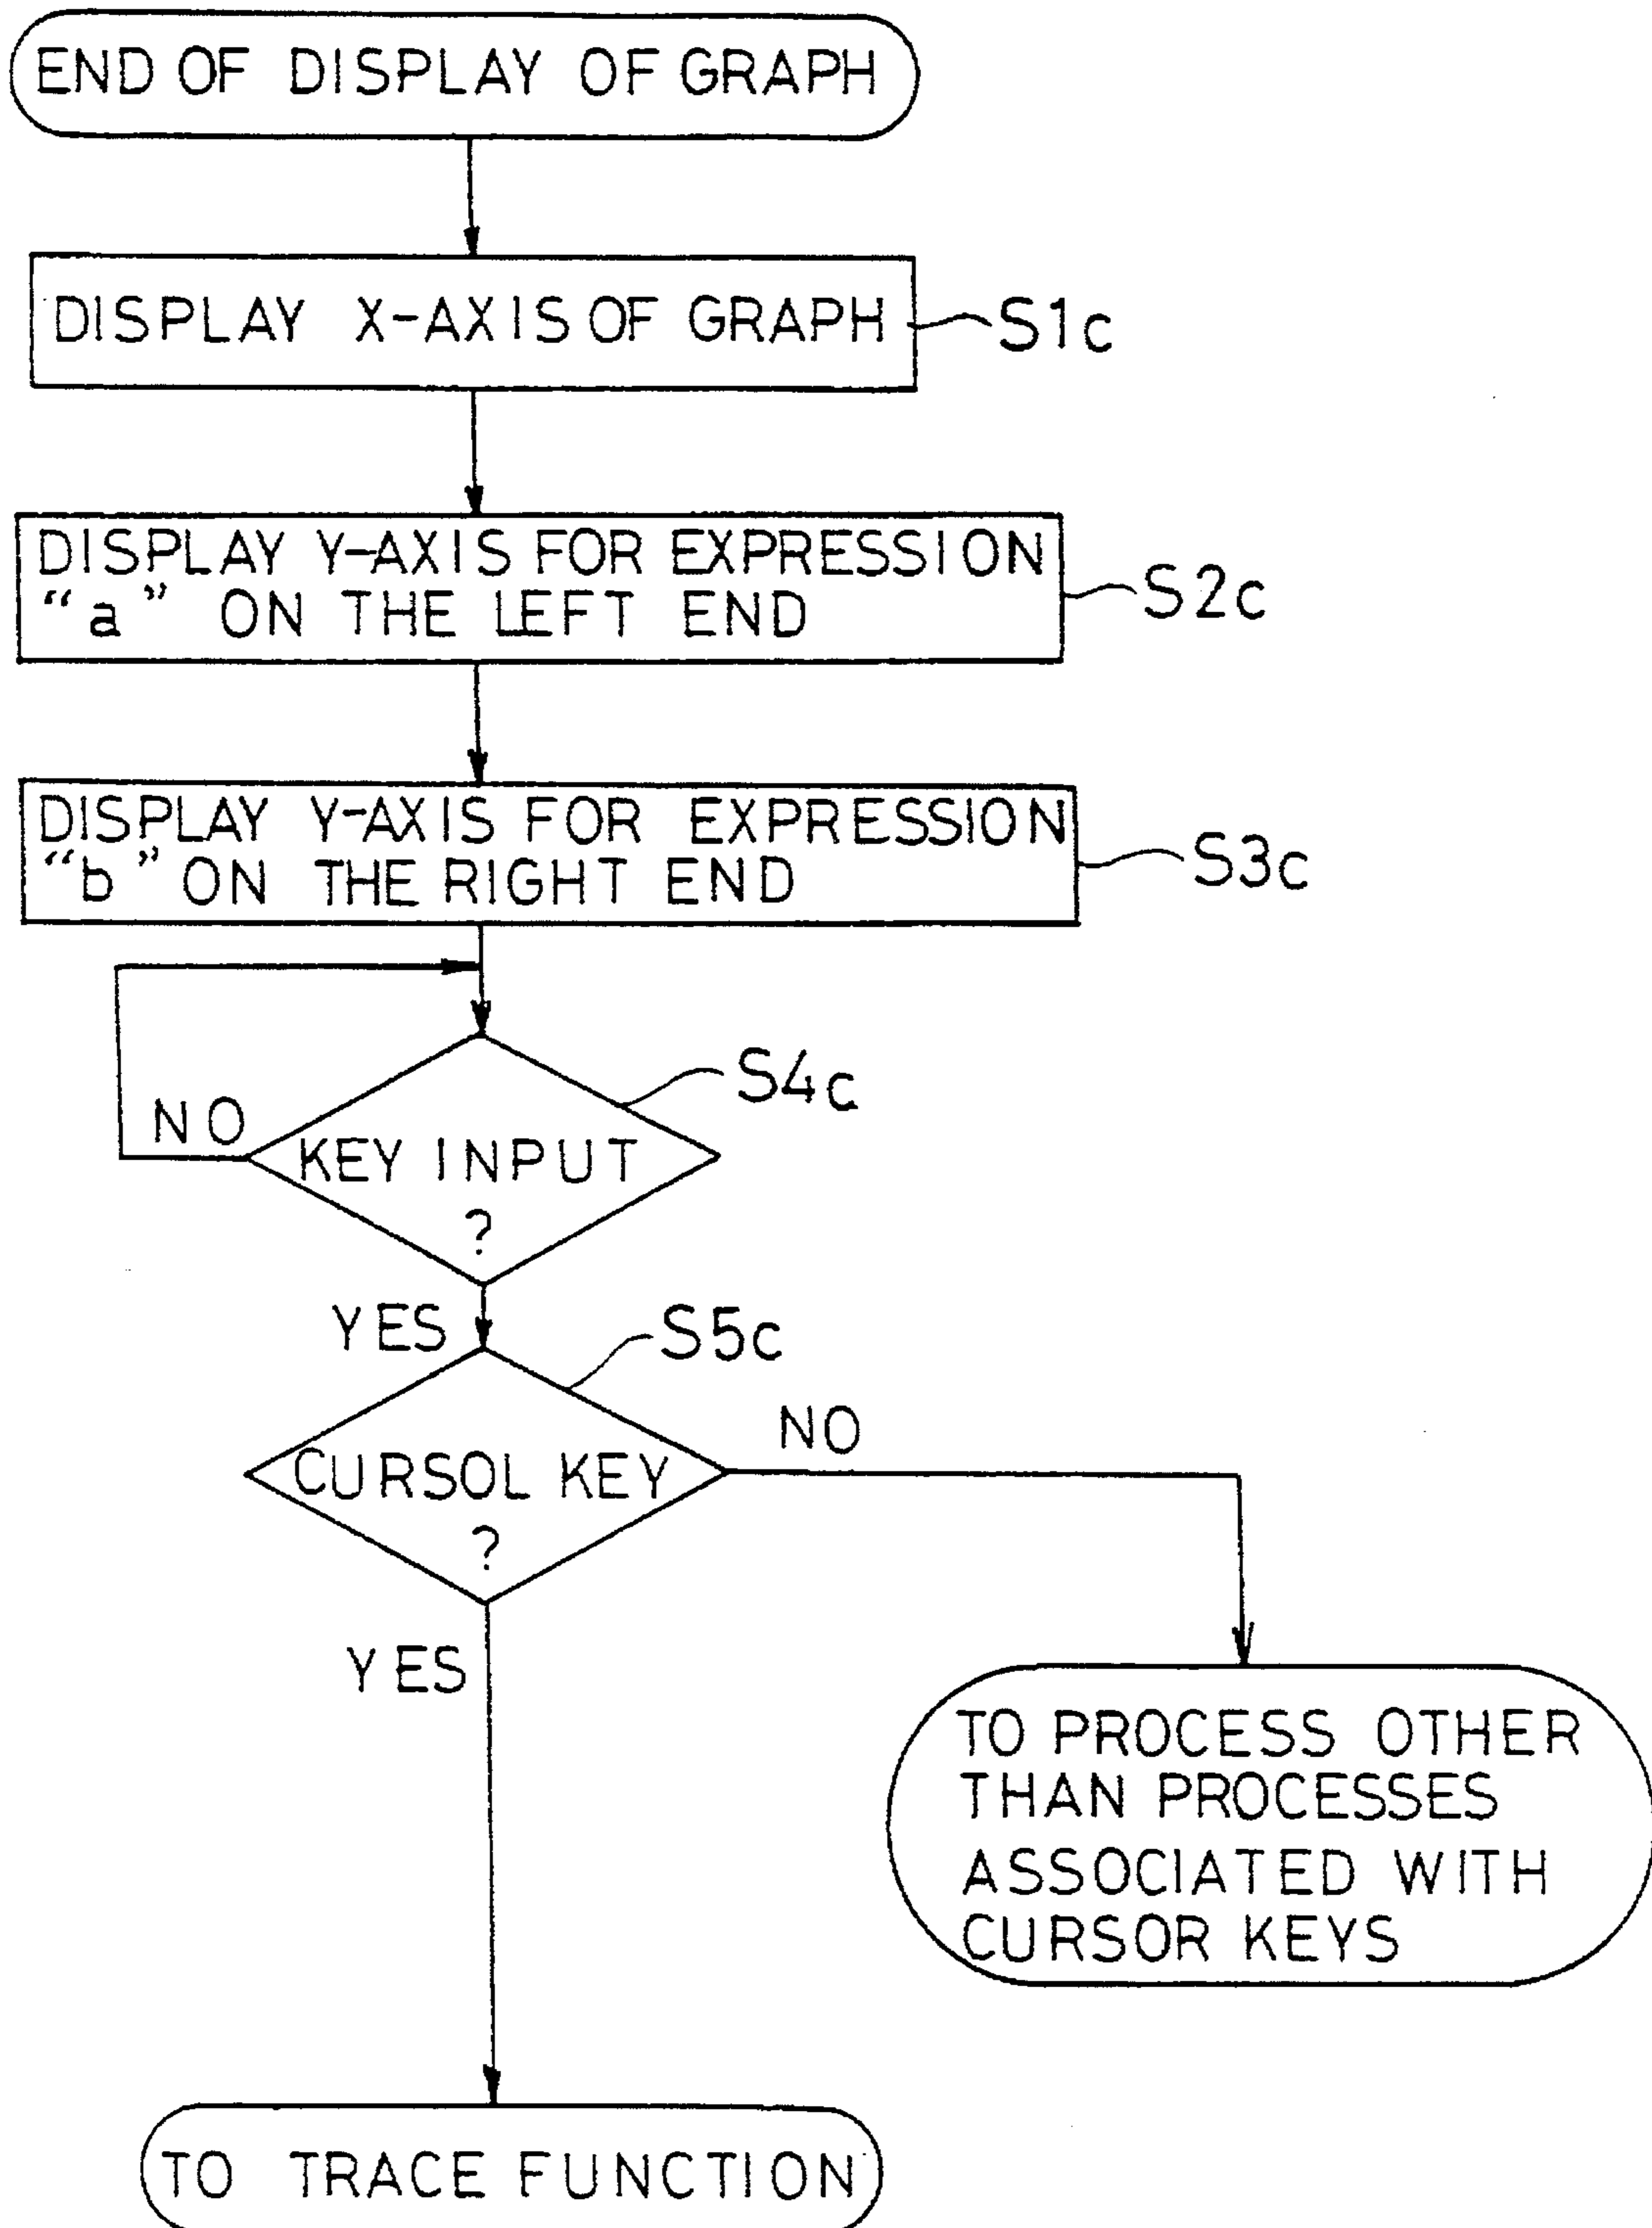 END OF DISPLAY OF GRAPH
DISPLAY X-AXIS OF GRAPH
S1c
DISPLAY Y-AXIS FOR EXPRESSION
“a” ON THE LEFT END
S2c
DISPLAY Y-AXIS FOR EXPRESSION
“b” ON THE RIGHT END
S3c
S4c
NO
KEY INPUT
?
YES
S5c
NO
CURSOL KEY
?
YES
TO PROCESS OTHER
THAN PROCESSES
ASSOCIATED WITH
CURSOR KEYS
TO TRACE FUNCTION